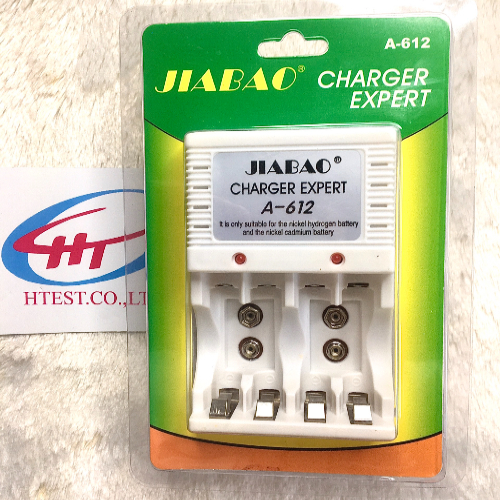 A-612
JIABAO® CHARGER
EXPERT
JIABAO®
CHARGER EXPERT
A-612
It is only suitable for the nickel hydrogen battery
and the nickel cadmium battery
HT
HTEST.CO.,LT